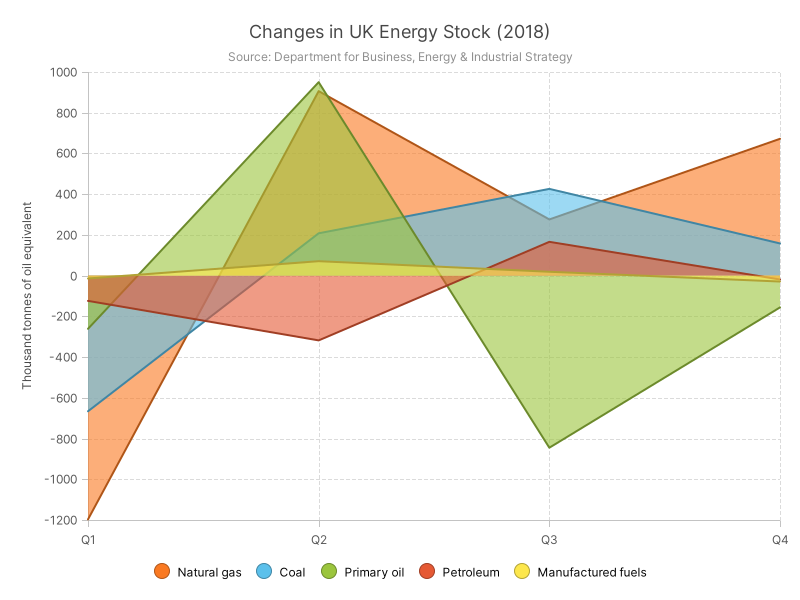 Changes in UK Energy Stock (2018)
Source: Department for Business, Energy & Industrial Strategy
Thousand tonnes of oil equivalent
1000
800
600
400
200
0
-200
-400
-600
-800
-1000
-1200
Q1 Q2 Q3 Q4
Natural gas Coal Primary oil Petroleum Manufactured fuels